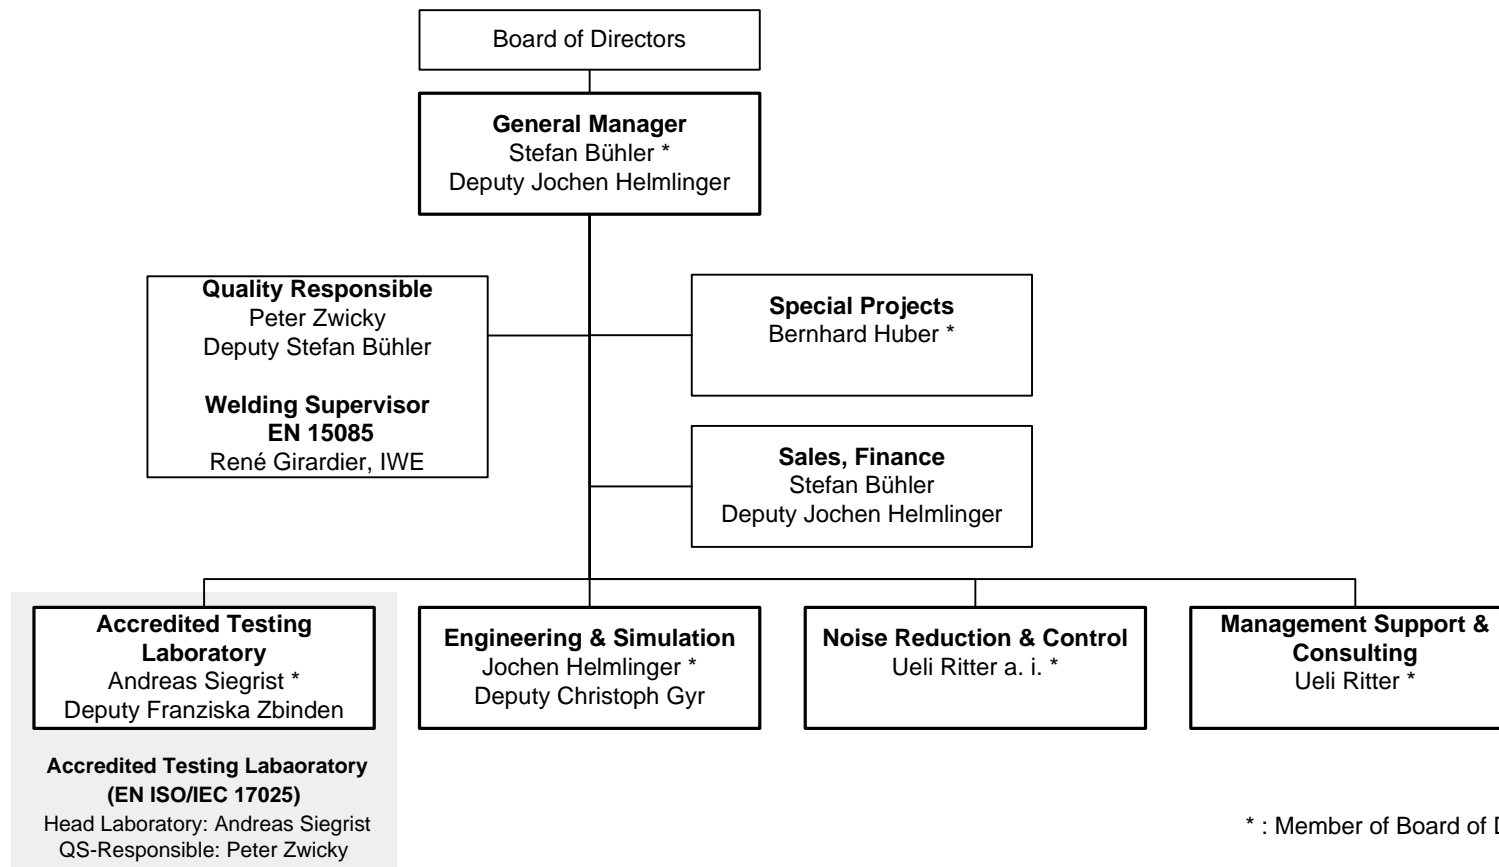 Board of Directors
General Manager
Stefan Bühler *
Deputy Jochen Helmlinger
Quality Responsible
Peter Zwicky
Deputy Stefan Bühler
Welding Supervisor
EN 15085
René Girardier, IWE
Special Projects
Bernhard Huber *
Sales, Finance
Stefan Bühler
Deputy Jochen Helmlinger
Accredited Testing
Laboratory
Andreas Siegrist *
Deputy Franziska Zbinden
Engineering & Simulation
Jochen Helmlinger *
Deputy Christoph Gyr
Noise Reduction & Control
Ueli Ritter a. i. *
Management Support &
Consulting
Ueli Ritter *
Accredited Testing Labaoratory
(EN ISO/IEC 17025)
Head Laboratory: Andreas Siegrist
QS-Responsible: Peter Zwicky
* : Member of Board of